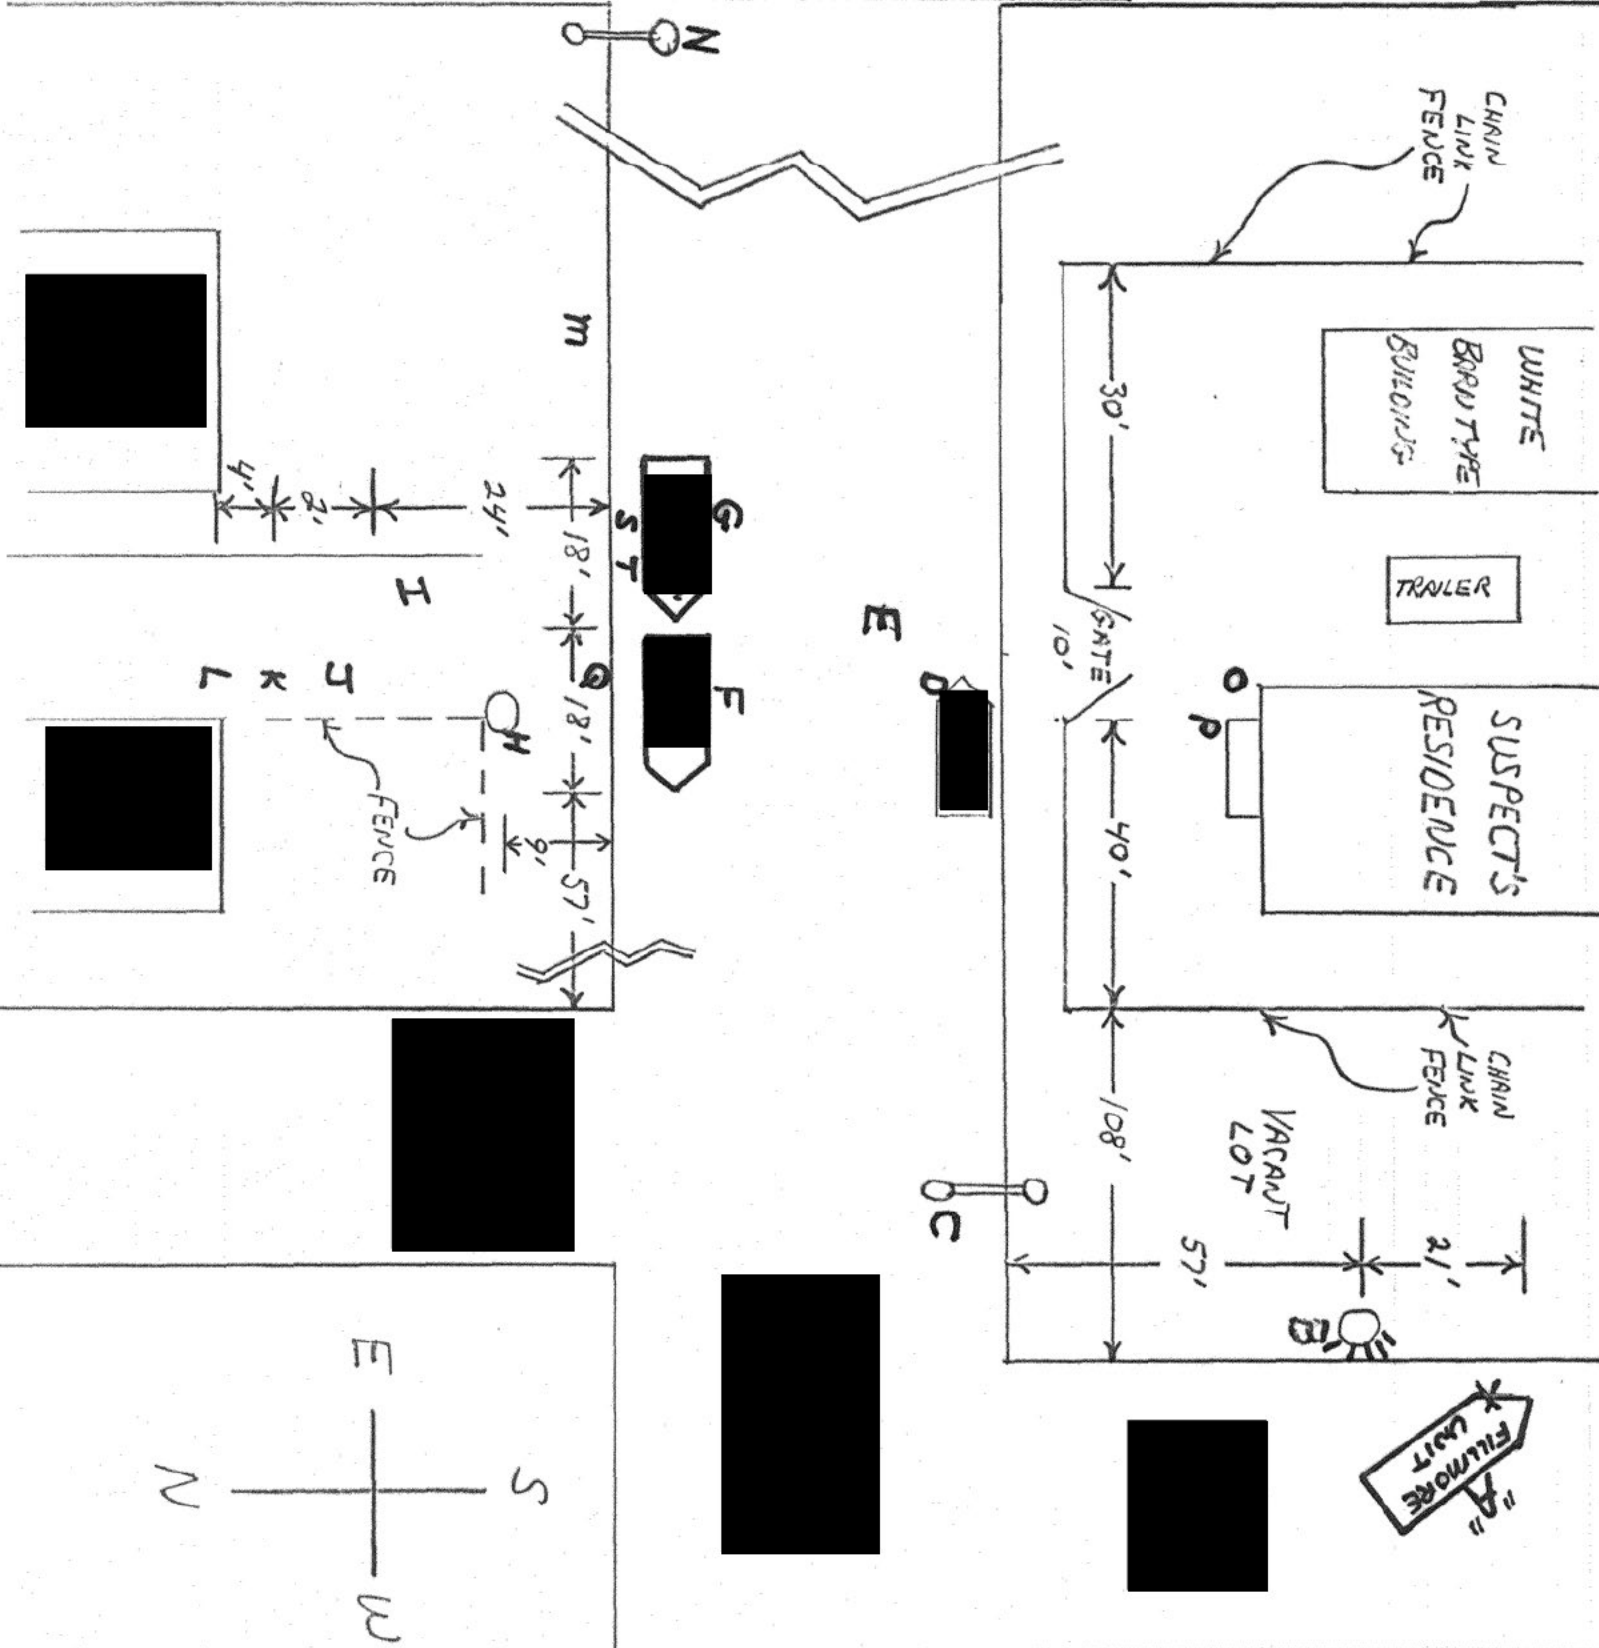 N
CHAIN
LINK
FENCE
WHITE
BARN TYPE
BUILDING
30'
m
4'
2'
24'
18'
G
S
T
I
E
GATE
10'
TRAILER
SUSPECT'S
RESIDENCE
O
P
D
F
Q
18'
L
K
J
H
FENCE
9'
57'
40'
CHAIN
LINK
FENCE
VACANT
LOT
108'
C
57'
21'
B
FILLMORE
UNIT
"A"
E
N
S
W